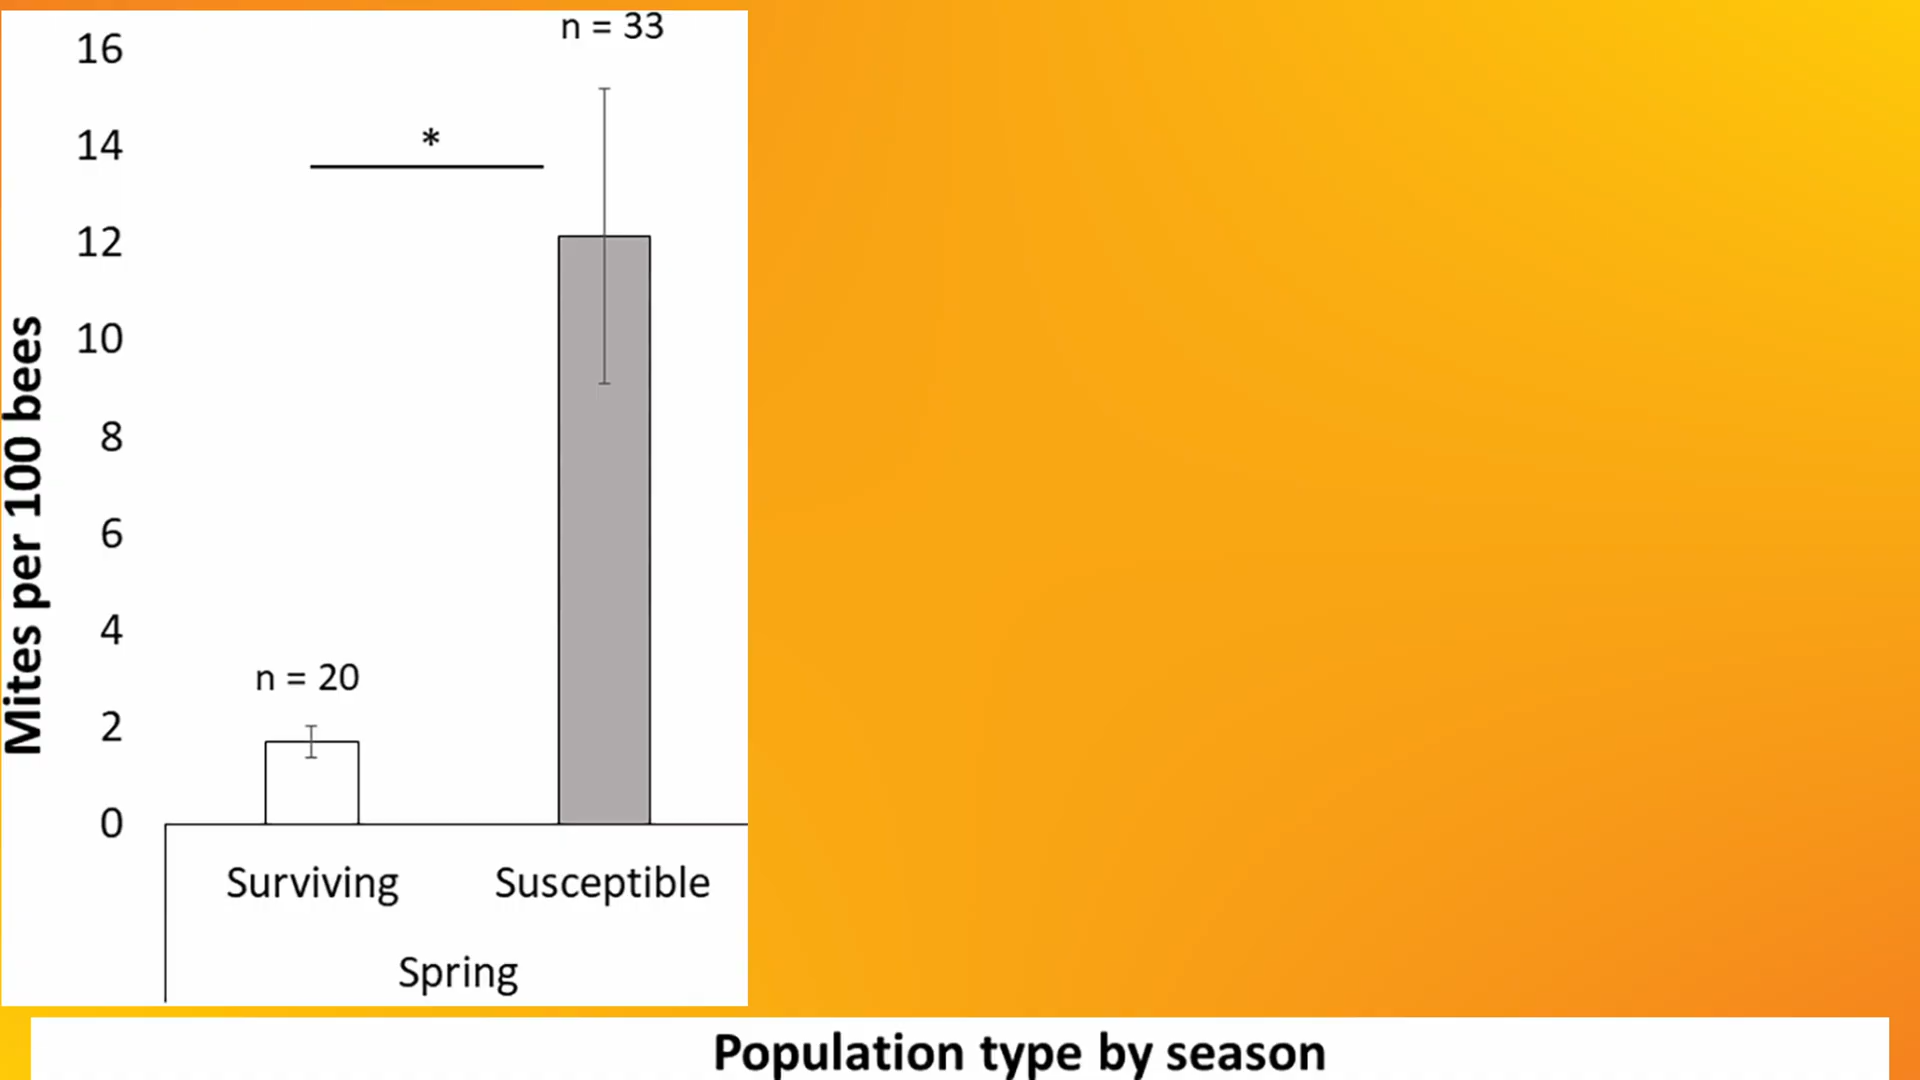 n = 33
16
14
*
12
10
8
6
4
2
0
Mites per 100 bees
n = 20
Surviving Susceptible
Spring
Population type by season